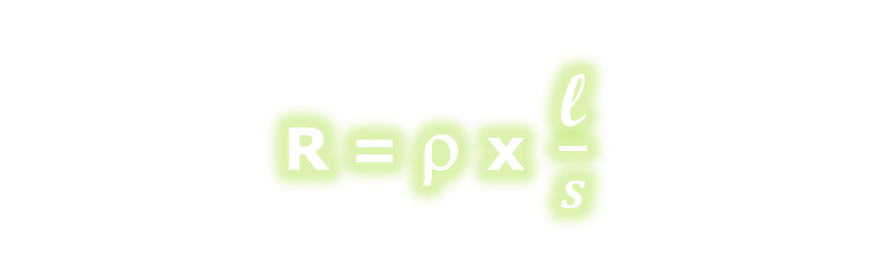 R = ρ x ℓ/s